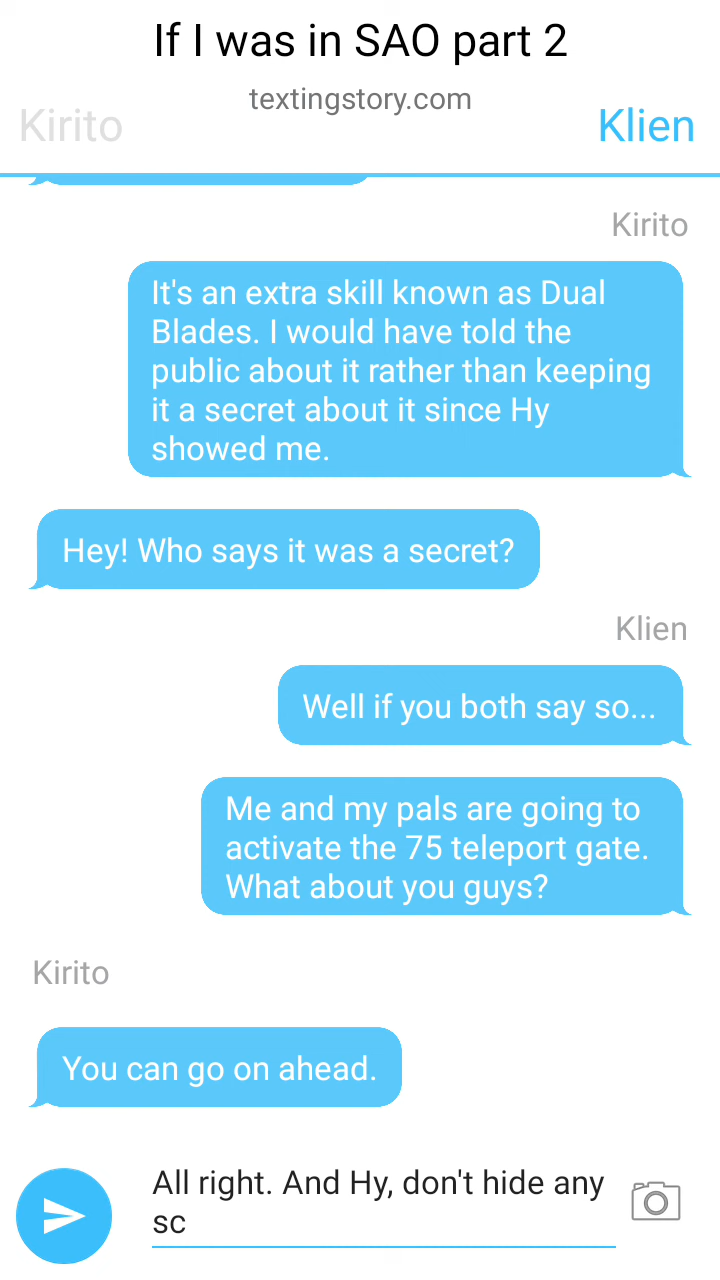 If I was in SAO part 2
textingstory.com
Kirito
Klien
Kirito
It's an extra skill known as Dual
Blades. I would have told the
public about it rather than keeping
it a secret about it since Hy
showed me.
Hey! Who says it was a secret?
Klien
Well if you both say so...
Me and my pals are going to
activate the 75 teleport gate.
What about you guys?
Kirito
You can go on ahead.
All right. And Hy, don't hide any
sc